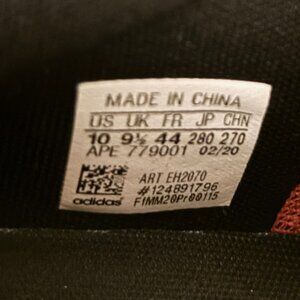 MADE IN CHINA
US UK FR JP CHN
10 9½ 44 280 270
APE 779001 02/20
ART EH2070
#124891796
adidas F1MM20Pr00115